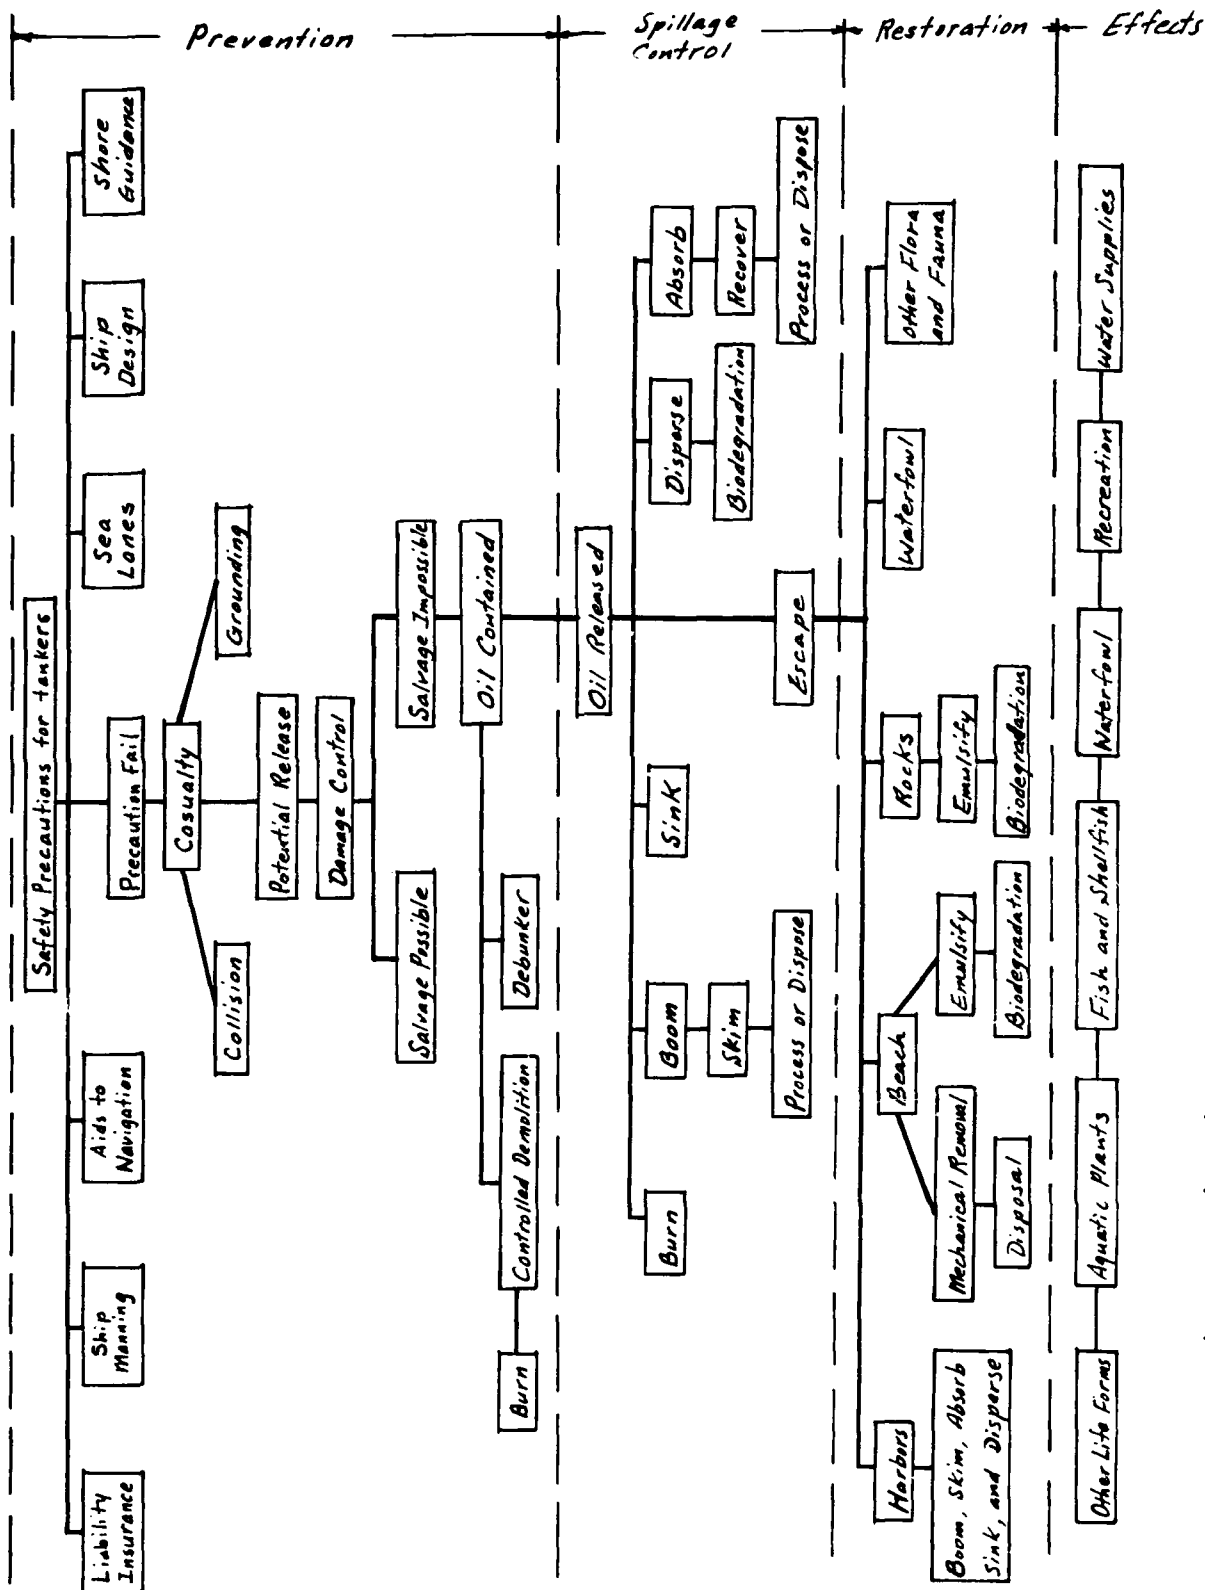 Prevention
Spillage
Control
Restoration
Effects
Safety Precautions for tankers
Liability
Insurance
Ship
Manning
Aids to
Navigation
Precaution Fail
Sea
Lanes
Ship
Design
Shore
Guidance
Casualty
Collision
Grounding
Potential Release
Damage Control
Salvage Possible
Salvage Impossible
Oil Contained
Burn
Controlled Demolition
Debunker
Oil Released
Burn
Boom
Sink
Disperse
Absorb
Skim
Biodegradation
Recover
Process or Dispose
Escape
Process or Dispose
Harbors
Beach
Rocks
Waterfowl
Other Flora
and Fauna
Boom, Skim, Absorb
Sink, and Disperse
Mechanical Removal
Emulsify
Emulsify
Disposal
Biodegradation
Biodegradation
Other Life Forms
Aquatic Plants
Fish and Shellfish
Waterfowl
Recreation
Water Supplies